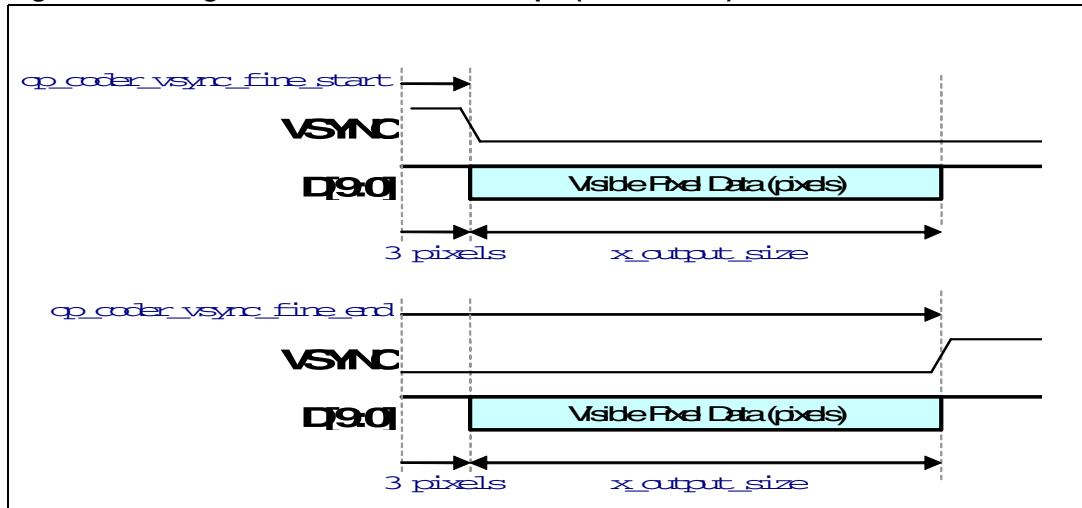 op_coder_vsync_fine_start
VSYNC
D[9:0]
Visible Pixel Data (pixels)
3 pixels x_output_size
op_coder_vsync_fine_end
VSYNC
D[9:0]
Visible Pixel Data (pixels)
3 pixels x_output_size